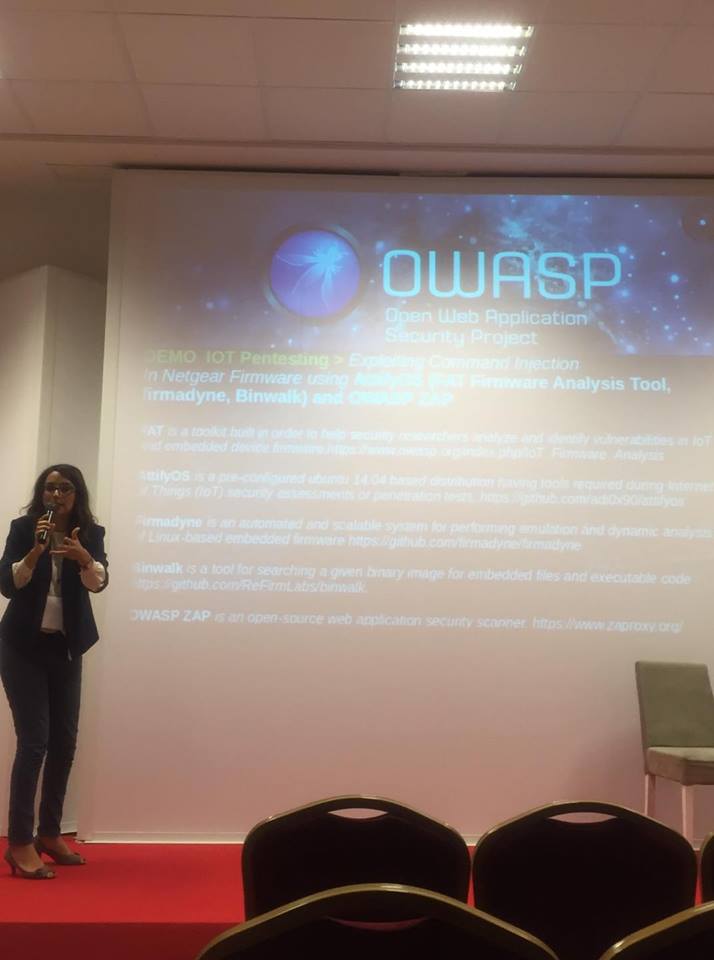 OWASP
Open Web Application
Security Project
DEMO IOT Pentesting > Exploiting Command Injection
In Netgear Firmware using AttifyOS (FAT Firmware Analysis Tool,
Firmadyne, Binwalk) and OWASP ZAP
FAT is a toolkit built in order to help security researchers analyze and identify vulnerabilities in IoT
and embedded device firmware.https://www.owasp.org/index.php/IoT_Firmware_Analysis
AttifyOS is a pre-configured ubuntu 14.04 based distribution having tools required during Internet
of Things (IoT) security assessments or penetration tests. https://github.com/adi0x90/attifyos
Firmadyne is an automated and scalable system for performing emulation and dynamic analysis
of Linux-based embedded firmware https://github.com/firmadyne/firmadyne
Binwalk is a tool for searching a given binary image for embedded files and executable code
https://github.com/ReFirmLabs/binwalk.
OWASP ZAP is an open-source web application security scanner. https://www.zaproxy.org/